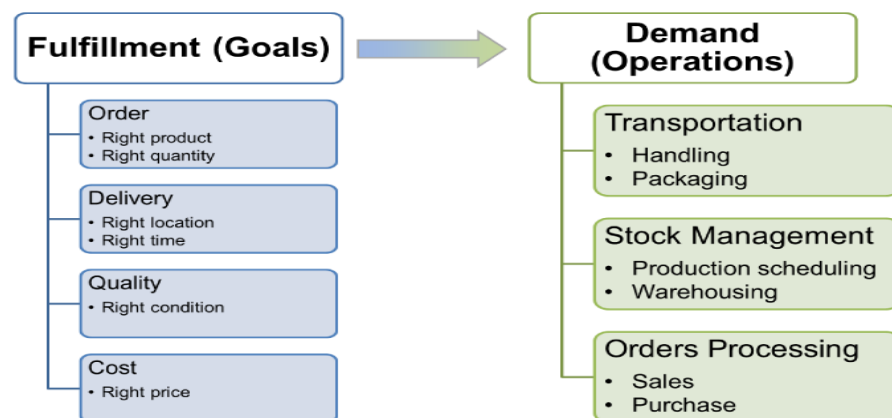 Fulfillment (Goals)
Order
• Right product
• Right quantity
Delivery
• Right location
• Right time
Quality
• Right condition
Cost
• Right price
Demand
(Operations)
Transportation
• Handling
• Packaging
Stock Management
• Production scheduling
• Warehousing
Orders Processing
• Sales
• Purchase